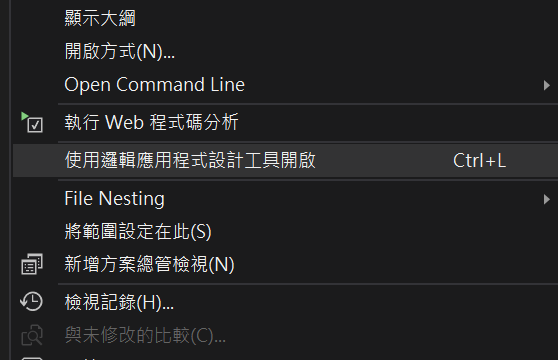 顯示大綱
開啟方式(N)...
Open Command Line
執行 Web 程式碼分析
使用邏輯應用程式設計工具開啟 Ctrl+L
File Nesting
將範圍設定在此(S)
新增方案總管檢視(N)
檢視記錄(H)...
與未修改的比較(C)...